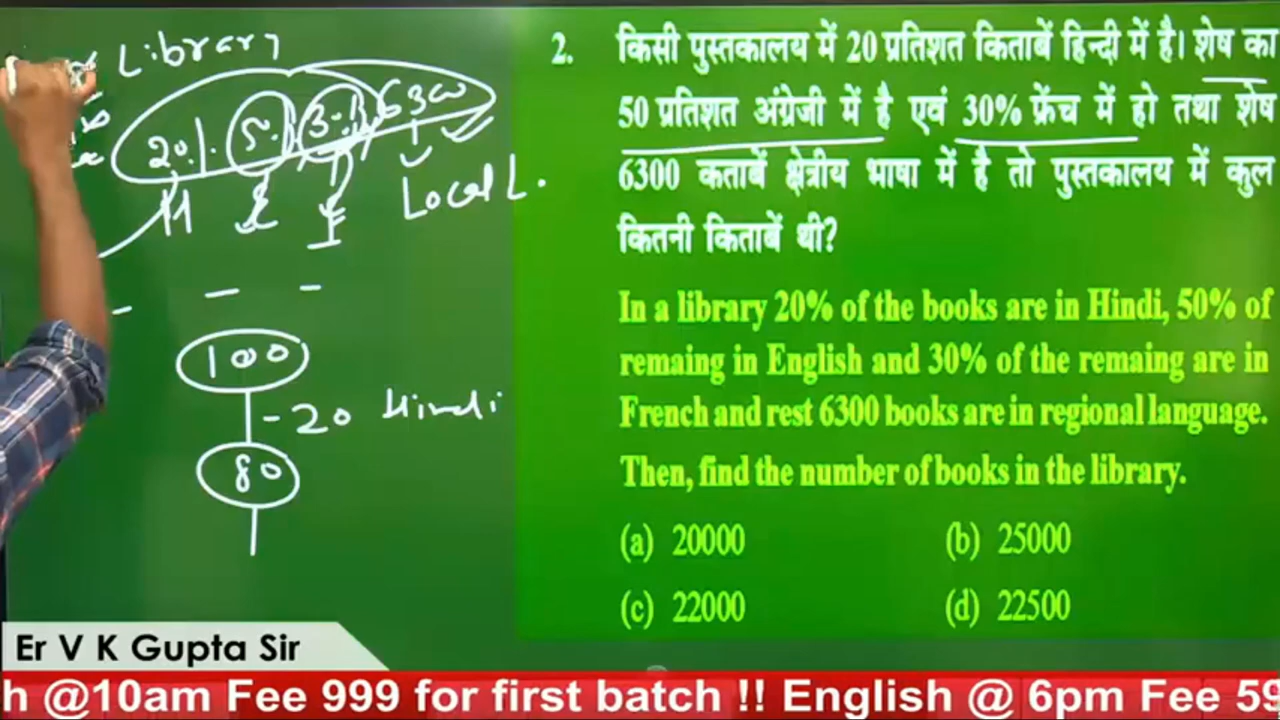 Library
20% 50% 30% 6300
H E F Local L.
100
-20 Hindi
80
2. किसी पुस्तकालय में 20 प्रतिशत किताबें हिन्दी में है। शेष का
50 प्रतिशत अंग्रेजी में है एवं 30% फ्रेंच में हो तथा शेष
6300 कताबें क्षेत्रीय भाषा में है तो पुस्तकालय में कुल
कितनी किताबें थी?
In a library 20% of the books are in Hindi, 50% of
remaing in English and 30% of the remaing are in
French and rest 6300 books are in regional language.
Then, find the number of books in the library.
(a) 20000 (b) 25000
(c) 22000 (d) 22500
Er V K Gupta Sir
h @10am Fee 999 for first batch !! English @ 6pm Fee 59